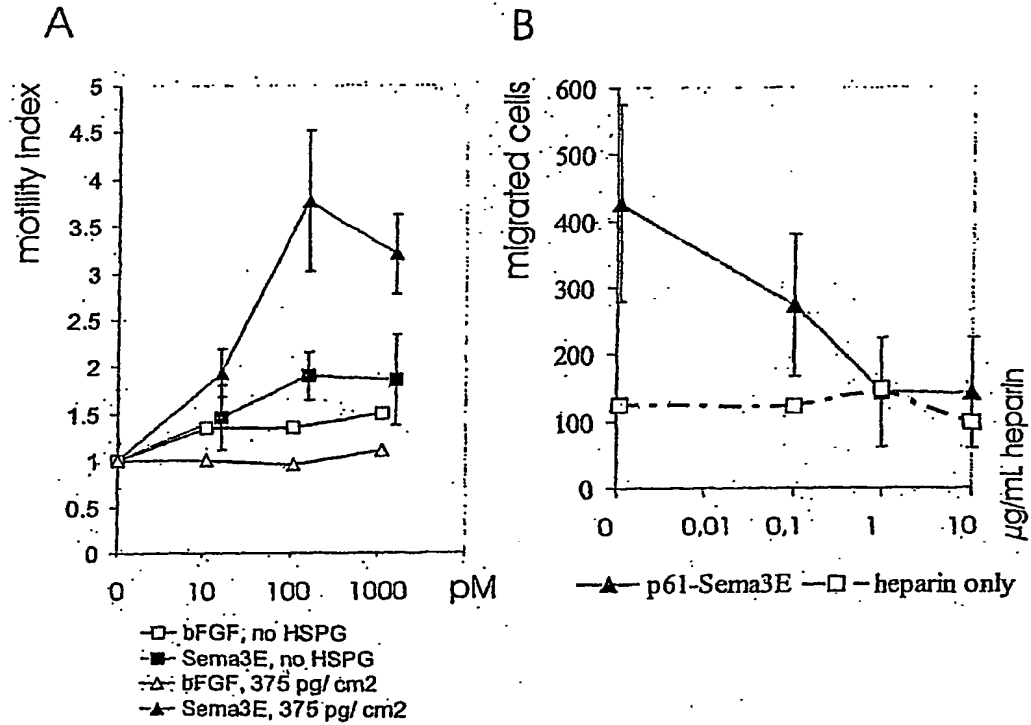 A
motility index
5
4.5
4
3.5
3
2.5
2
1.5
1
0.5
0
0 10 100 1000 pM
bFGF, no HSPG
Sema3E, no HSPG
bFGF, 375 pg/ cm2
Sema3E, 375 pg/ cm2
B
migrated cells
600
500
400
300
200
100
0
0 0,01 0,1 1 10
µg/mL heparin
p61-Sema3E heparin only